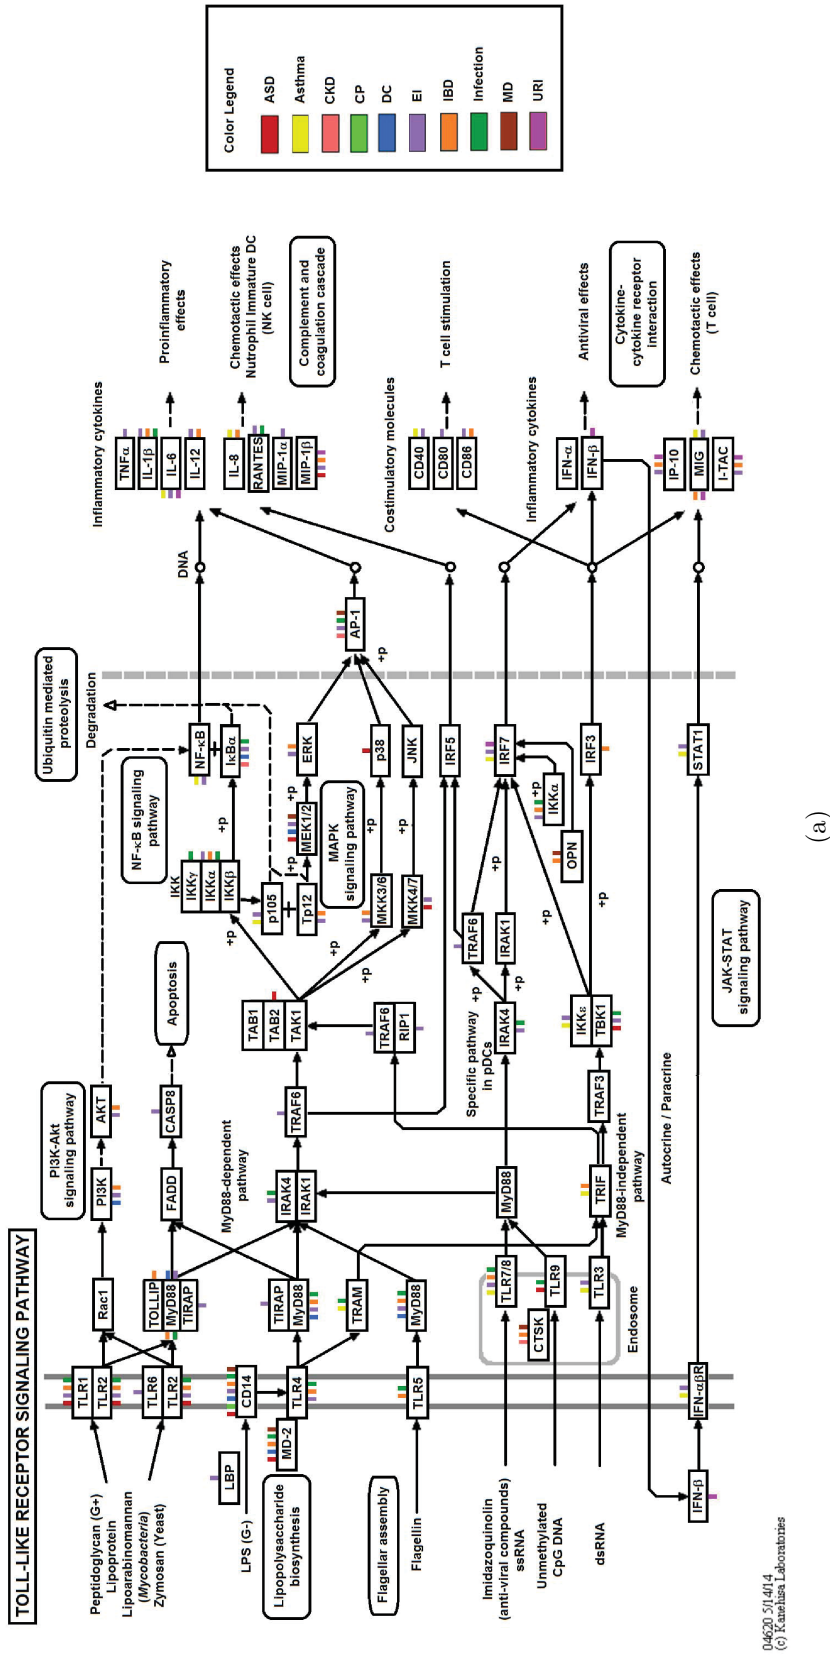 TOLL-LIKE RECEPTOR SIGNALING PATHWAY
Peptidoglycan (G+)
Lipoprotein
Lipoarabinomannan
(Mycobacteria)
Zymosan (Yeast)
TLR1
TLR2
TLR6
TLR2
Rac1
TOLLIP
MyD88
TIRAP
PI3K-Akt
signaling pathway
PI3K
AKT
FADD
CASP8
Apoptosis
NF-κB signaling
pathway
Ubiquitin mediated
proteolysis
Degradation
NF-κB
IκBα
+p
IKK
IKKγ
IKKα
IKKβ
+p
p105
Tp12
+p
MEK1/2
+p
ERK
MAPK
signaling pathway
DNA
Inflammatory cytokines
TNFα
IL-1β
IL-6
IL-12
Proinflammatory
effects
IL-8
RANTES
MIP-1α
MIP-1β
Chemotactic effects
Nutrophil Immature DC
(NK cell)
Complement and
coagulation cascade
LBP
LPS (G-)
CD14
MD-2
TLR4
Lipopolysaccharide
biosynthesis
TIRAP
MyD88
TRAM
MyD88-dependent
pathway
IRAK4
IRAK1
TRAF6
TAB1
TAB2
TAK1
TRAF6
RIP1
+p
+p
MKK3/6
MKK4/7
+p
+p
p38
JNK
+p
AP-1
Flagellar assembly
Flagellin
TLR5
MyD88
IRF5
Costimulatory molecules
CD40
CD80
CD86
T cell stimulation
Imidazoquinolin
(anti-viral compounds)
ssRNA
Unmethylated
CpG DNA
dsRNA
TLR7/8
CTSK
TLR9
TLR3
Endosome
MyD88
Specific pathway
in pDCs
IRAK4
+p
+p
TRAF6
IRAK1
+p
IRF7
+p
IKKα
OPN
+p
TRIF
MyD88-independent
pathway
TRAF3
IKKε
TBK1
+p
IRF3
Inflammatory cytokines
IFN-α
IFN-β
Antiviral effects
Cytokine-
cytokine receptor
interaction
Autocrine / Paracrine
IFN-β
IFN-αβR
JAK-STAT
signaling pathway
STAT1
IP-10
MIG
I-TAC
Chemotactic effects
(T cell)
Color Legend
ASD
Asthma
CKD
CP
DC
EI
IBD
Infection
MD
URI
04620 5/14/14
(c) Kanehisa Laboratories
(a)